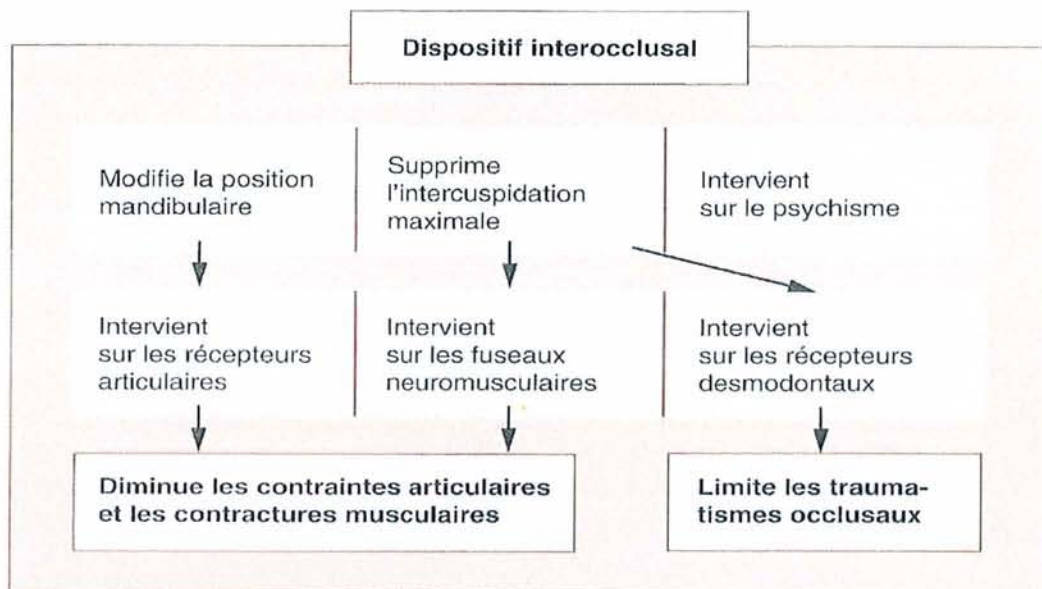 Dispositif interocclusal
Modifie la position
mandibulaire
Supprime
l'intercuspidation
maximale
Intervient
sur le psychisme
Intervient
sur les récepteurs
articulaires
Intervient
sur les fuseaux
neuromusculaires
Intervient
sur les récepteurs
desmodontaux
Diminue les contraintes articulaires
et les contractures musculaires
Limite les trauma-
tismes occlusaux